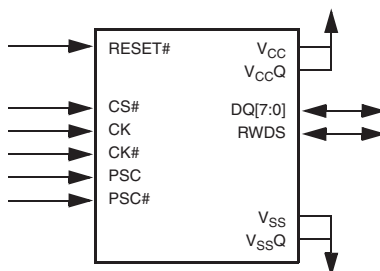 RESET#
CS#
CK
CK#
PSC
PSC#
VCC
VCCQ
DQ[7:0]
RWDS
VSS
VSSQ